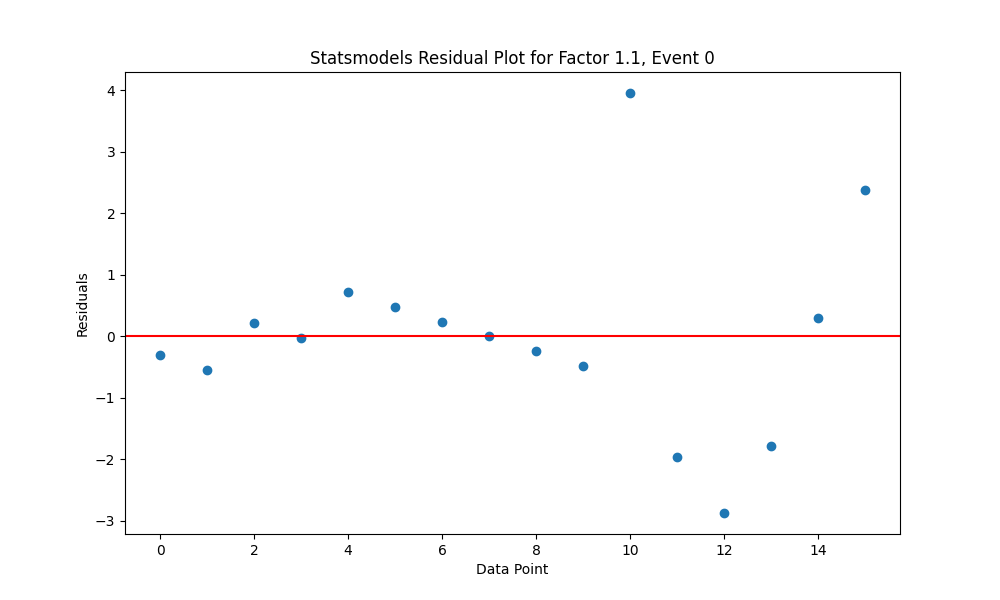 Statsmodels Residual Plot for Factor 1.1, Event 0
Residuals
4
3
2
1
0
−1
−2
−3
0 2 4 6 8 10 12 14
Data Point